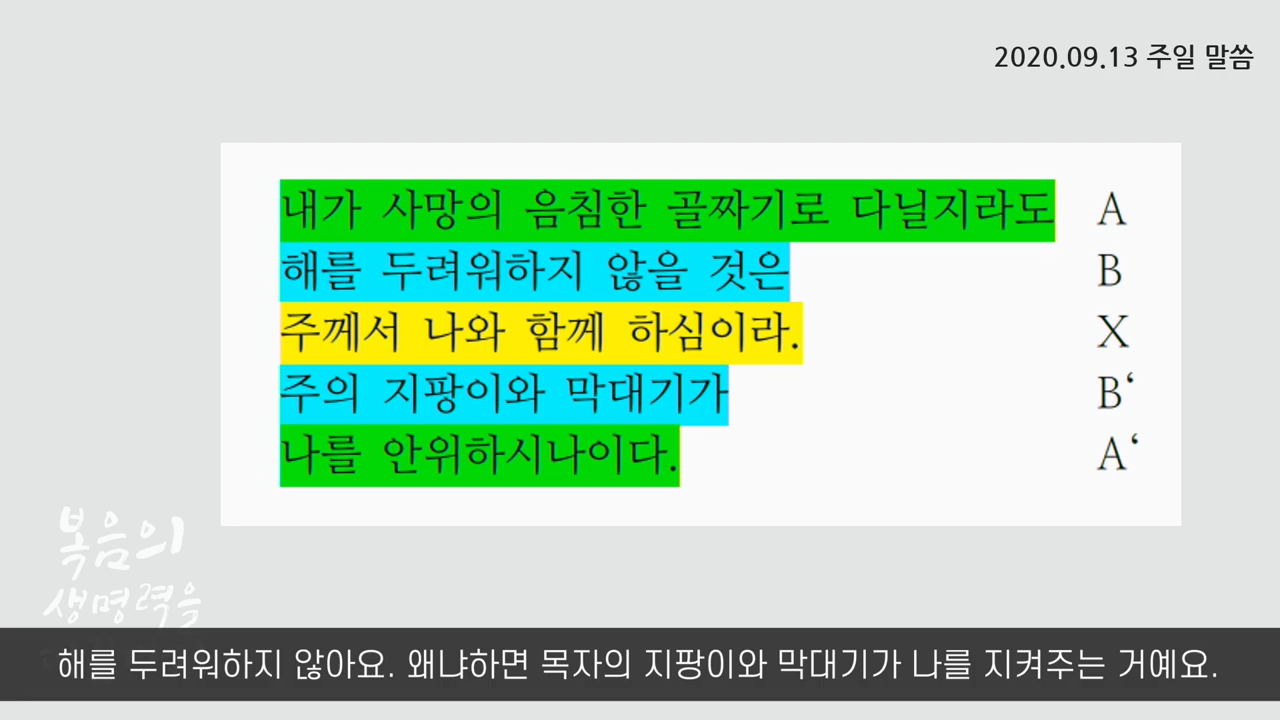 2020.09.13 주일 말씀
내가 사망의 음침한 골짜기로 다닐지라도 A
해를 두려워하지 않을 것은 B
주께서 나와 함께 하심이라. X
주의 지팡이와 막대기가 B‘
나를 안위하시나이다. A‘
복음의
생명력을
해를 두려워하지 않아요. 왜냐하면 목자의 지팡이와 막대기가 나를 지켜주는 거예요.